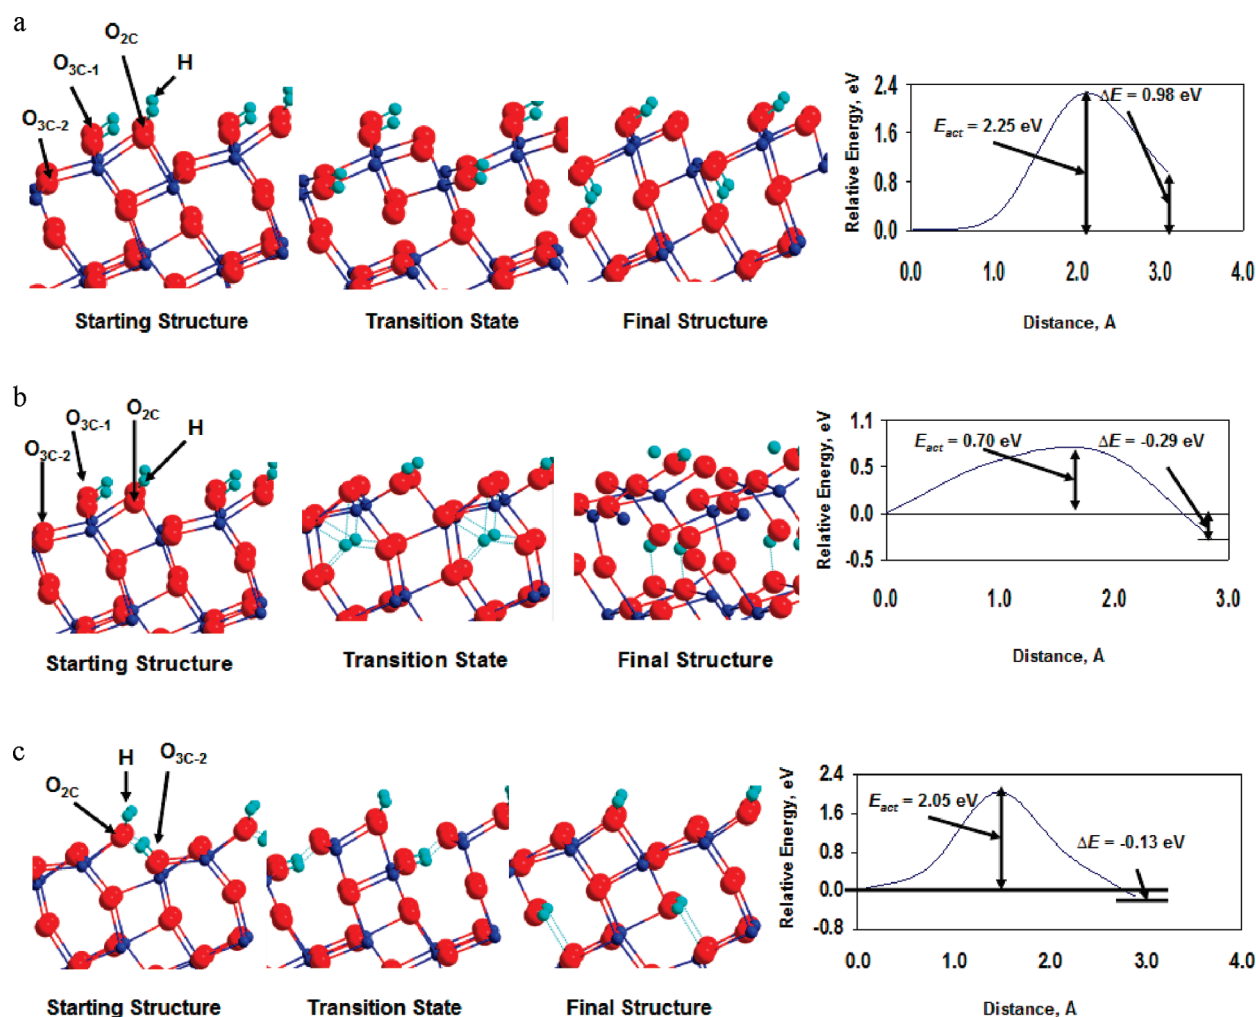 a
O2C
O3C-1
H
O3C-2
Starting Structure
Transition State
Final Structure
Relative Energy, eV
2.4
1.6
0.8
0.0
ΔE = 0.98 eV
Eact = 2.25 eV
0.0 1.0 2.0 3.0 4.0
Distance, A
b
O2C
O3C-1
H
O3C-2
Starting Structure
Transition State
Final Structure
Relative Energy, eV
1.1
0.5
0.0
-0.5
Eact = 0.70 eV
ΔE = -0.29 eV
0.0 1.0 2.0 3.0
Distance, A
c
H
O3C-2
O2C
Starting Structure
Transition State
Final Structure
Relative Energy, eV
2.4
1.6
0.8
0.0
-0.8
Eact = 2.05 eV
ΔE = -0.13 eV
0.0 1.0 2.0 3.0 4.0
Distance, A